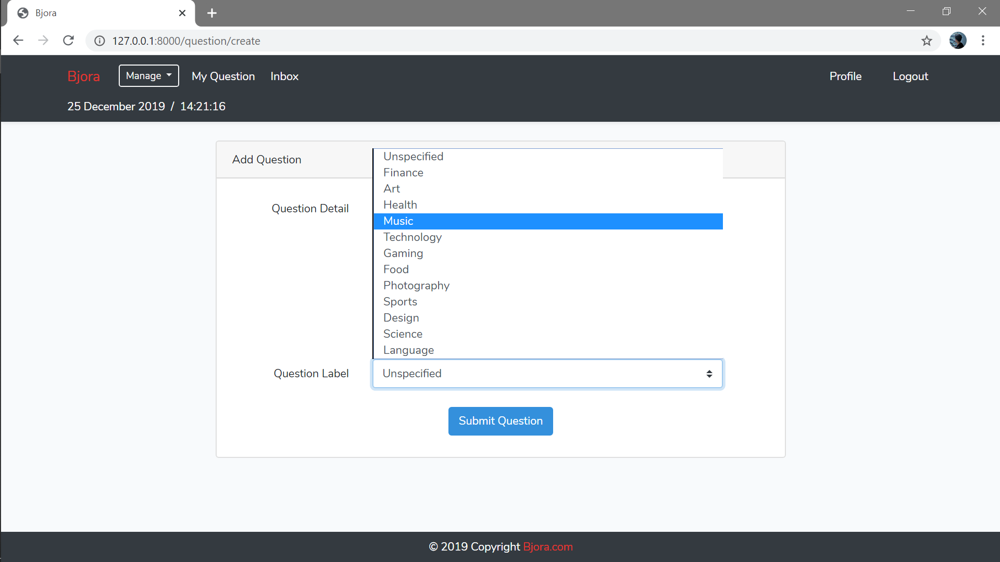 Bjora
127.0.0.1:8000/question/create
Bjora Manage My Question Inbox Profile Logout
25 December 2019 / 14:21:16
Add Question
Unspecified
Finance
Art
Health
Question Detail
Music
Technology
Gaming
Food
Photography
Sports
Design
Science
Language
Question Label Unspecified
Submit Question
© 2019 Copyright Bjora.com